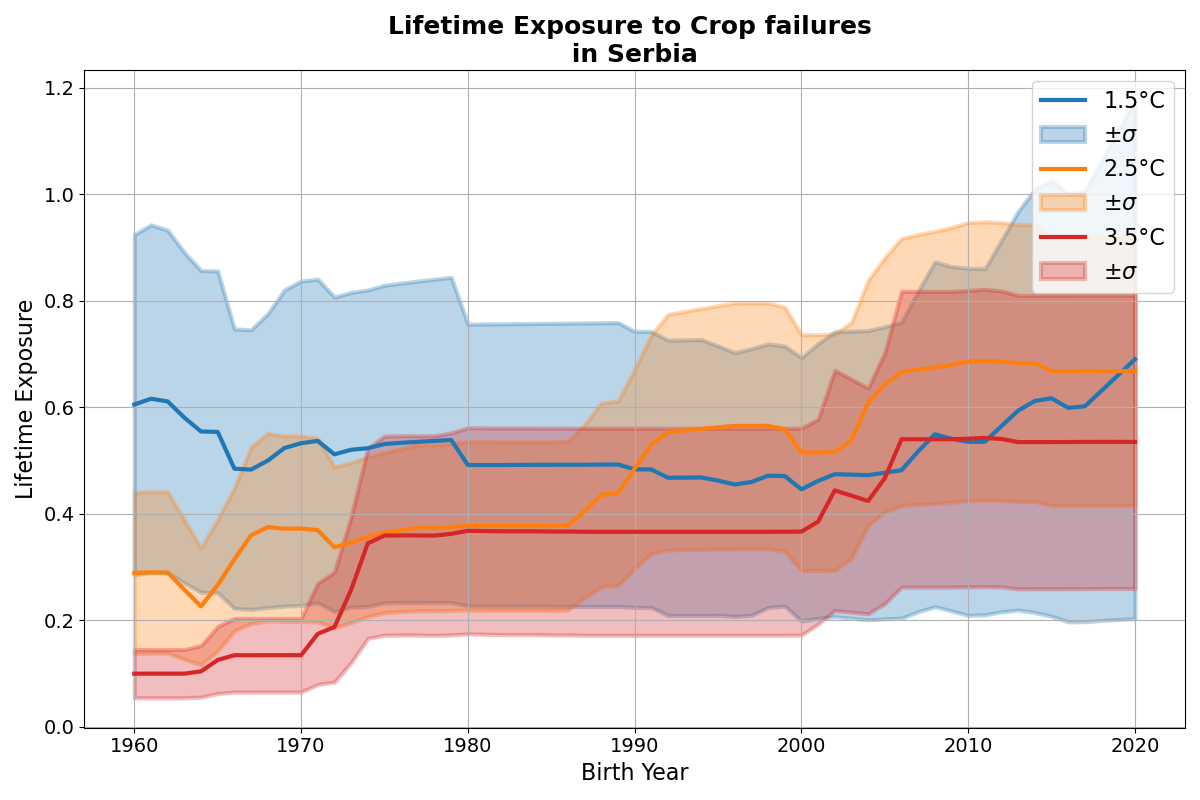 Lifetime Exposure to Crop failures
in Serbia
1.2
1.0
0.8
0.6
0.4
0.2
0.0
Lifetime Exposure
1960
1970
1980
1990
2000
2010
2020
Birth Year
1.5°C
±σ
2.5°C
±σ
3.5°C
±σ